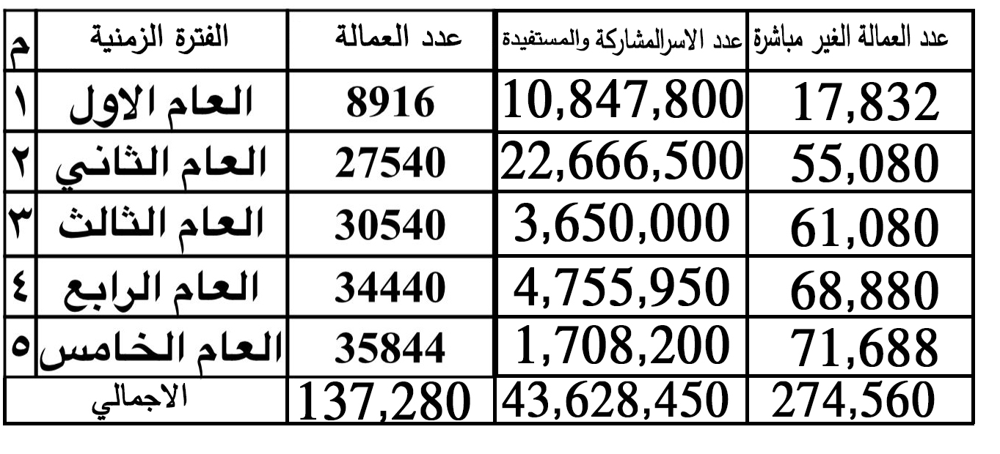 م الفترة الزمنية عدد العمالة عدد الاسرالمشاركة والمستفيدة عدد العمالة الغير مباشرة
١ العام الاول 8916 10,847,800 17,832
٢ العام الثاني 27540 22,666,500 55,080
٣ العام الثالث 30540 3,650,000 61,080
٤ العام الرابع 34440 4,755,950 68,880
٥ العام الخامس 35844 1,708,200 71,688
الاجمالي 137,280 43,628,450 274,560